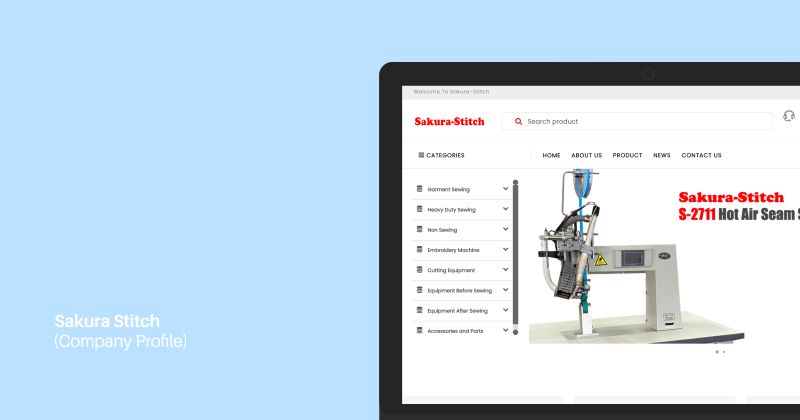 Welcome To Sakura-Stitch
Sakura-Stitch
Search product
CATEGORIES
HOME ABOUT US PRODUCT NEWS CONTACT US
Garment Sewing
Heavy Duty Sewing
Non Sewing
Embroidery Machine
Cutting Equipment
Equipment Before Sewing
Equipment After Sewing
Accessories and Parts
Sakura-Stitch
S-2711 Hot Air Seam S
Sakura Stitch
(Company Profile)